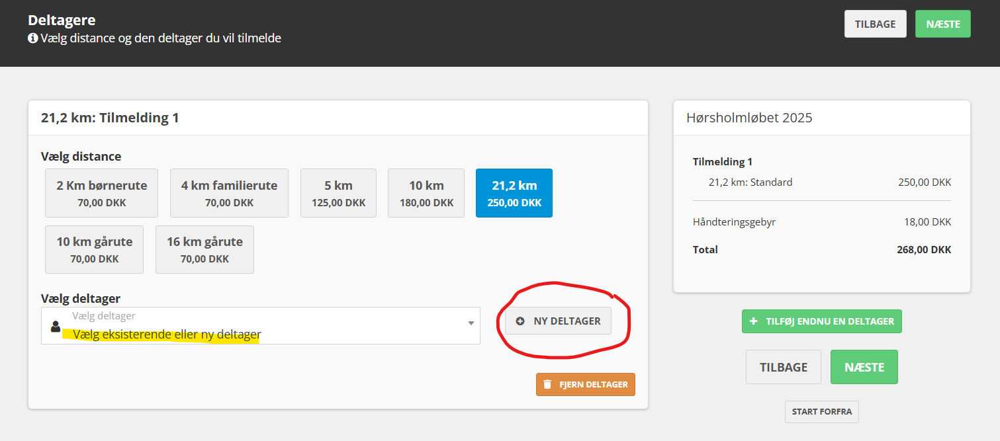 Deltagere
Vælg distance og den deltager du vil tilmelde
TILBAGE
NÆSTE
21,2 km: Tilmelding 1
Vælg distance
2 Km børnerute
70,00 DKK
4 km familierute
70,00 DKK
5 km
125,00 DKK
10 km
180,00 DKK
21,2 km
250,00 DKK
10 km gårute
70,00 DKK
16 km gårute
70,00 DKK
Vælg deltager
Vælg deltager
Vælg eksisterende eller ny deltager
NY DELTAGER
FJERN DELTAGER
Hørsholmløbet 2025
Tilmelding 1
21,2 km: Standard 250,00 DKK
Håndteringsgebyr 18,00 DKK
Total 268,00 DKK
TILFØJ ENDNU EN DELTAGER
TILBAGE
NÆSTE
START FORFRA